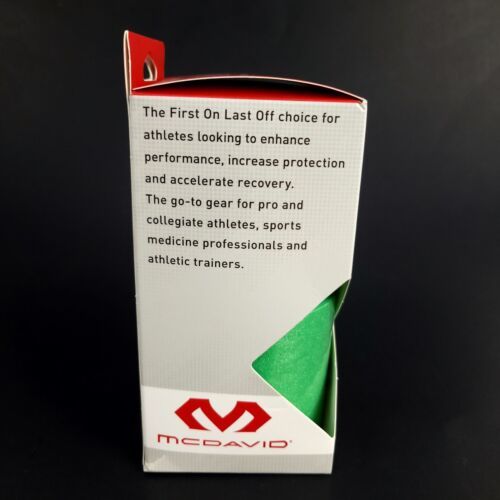 The First On Last Off choice for
athletes looking to enhance
performance, increase protection
and accelerate recovery.
The go-to gear for pro and
collegiate athletes, sports
medicine professionals and
athletic trainers.
MCDAVID®